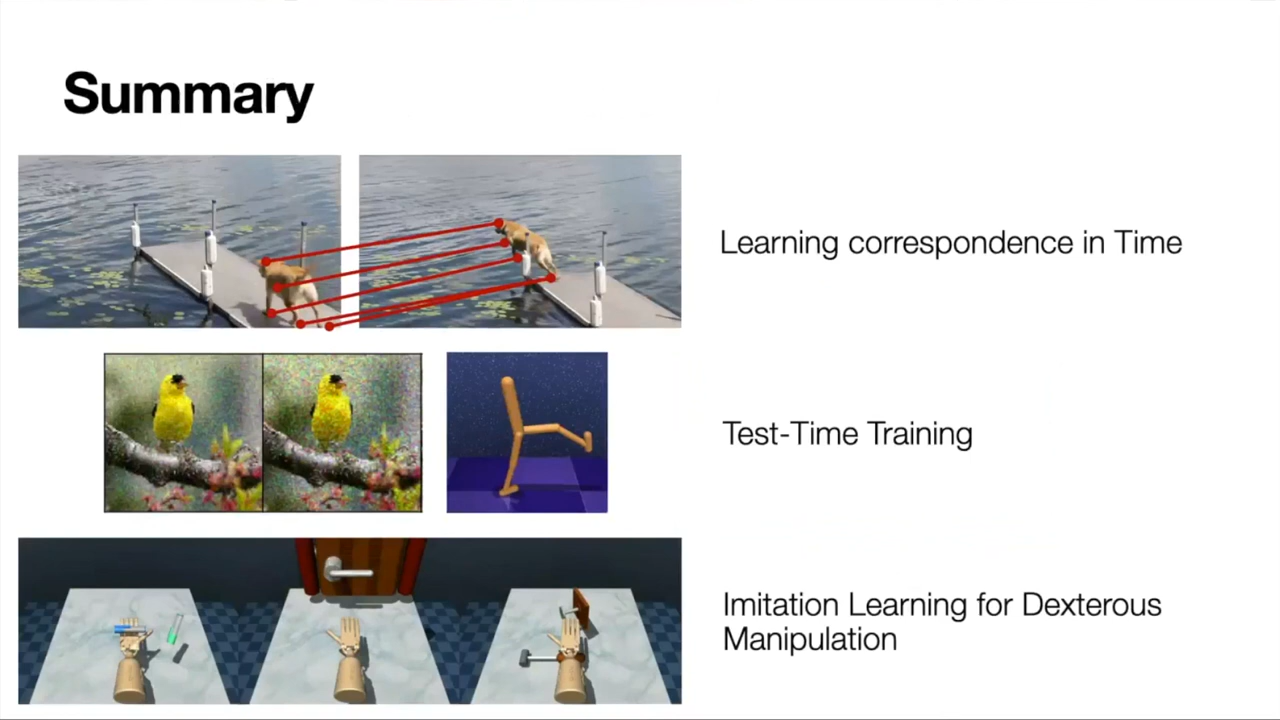 Summary
Learning correspondence in Time
Test-Time Training
Imitation Learning for Dexterous
Manipulation